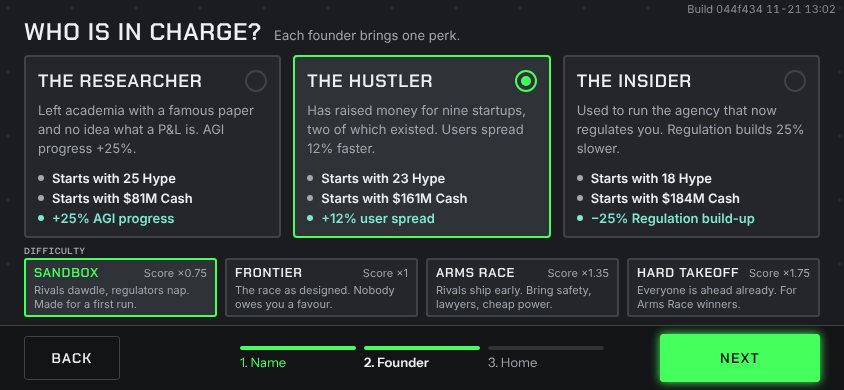 Build 044f434 11-21 13:02
WHO IS IN CHARGE? Each founder brings one perk.
THE RESEARCHER
Left academia with a famous paper
and no idea what a P&L is. AGI
progress +25%.
Starts with 25 Hype
Starts with $81M Cash
+25% AGI progress
THE HUSTLER
Has raised money for nine startups,
two of which existed. Users spread
12% faster.
Starts with 23 Hype
Starts with $161M Cash
+12% user spread
THE INSIDER
Used to run the agency that now
regulates you. Regulation builds 25%
slower.
Starts with 18 Hype
Starts with $184M Cash
−25% Regulation build-up
DIFFICULTY
SANDBOX Score ×0.75
Rivals dawdle, regulators nap.
Made for a first run.
FRONTIER Score ×1
The race as designed. Nobody
owes you a favour.
ARMS RACE Score ×1.35
Rivals ship early. Bring safety,
lawyers, cheap power.
HARD TAKEOFF Score ×1.75
Everyone is ahead already. For
Arms Race winners.
BACK
1. Name
2. Founder
3. Home
NEXT